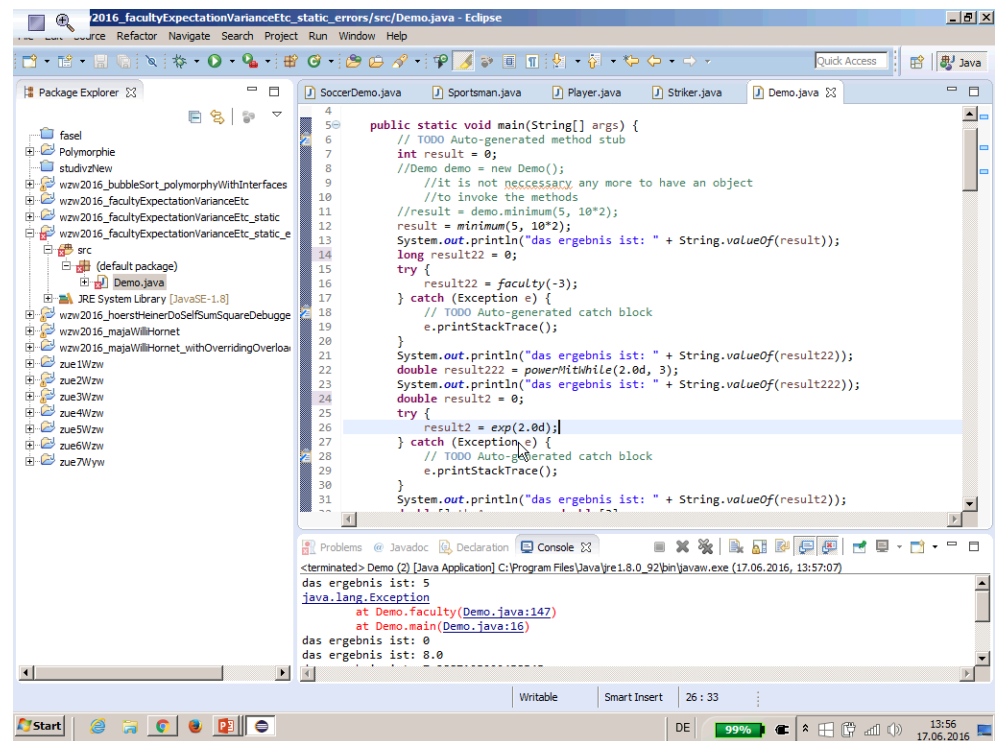 2016_facultyExpectationVarianceEtc_static_errors/src/Demo.java - Eclipse
Refactor Navigate Search Project Run Window Help
Quick Access Java
Package Explorer
fasel
Polymorphie
studivzNew
wzw2016_bubbleSort_polymorphyWithInterfaces
wzw2016_facultyExpectationVarianceEtc
wzw2016_facultyExpectationVarianceEtc_static
wzw2016_facultyExpectationVarianceEtc_static_e
src
(default package)
Demo.java
JRE System Library [JavaSE-1.8]
wzw2016_hoerstHeinerDoSelfSumSquareDebugge
wzw2016_majaWilliHornet
wzw2016_majaWilliHornet_withOverridingOverloa
zue1Wzw
zue2Wzw
zue3Wzw
zue4Wzw
zue5Wzw
zue6Wzw
zue7Wyw
SoccerDemo.java Sportsman.java Player.java Striker.java Demo.java
4
5 public static void main(String[] args) {
6 // TODO Auto-generated method stub
7 int result = 0;
8 //Demo demo = new Demo();
9 //it is not neccessary any more to have an object
10 //to invoke the methods
11 //result = demo.minimum(5, 10*2);
12 result = minimum(5, 10*2);
13 System.out.println("das ergebnis ist: " + String.valueOf(result));
14 long result22 = 0;
15 try {
16 result22 = faculty(-3);
17 } catch (Exception e) {
18 // TODO Auto-generated catch block
19 e.printStackTrace();
20 }
21 System.out.println("das ergebnis ist: " + String.valueOf(result22));
22 double result222 = powerMitWhile(2.0d, 3);
23 System.out.println("das ergebnis ist: " + String.valueOf(result222));
24 double result2 = 0;
25 try {
26 result2 = exp(2.0d);
27 } catch (Exception e) {
28 // TODO Auto-generated catch block
29 e.printStackTrace();
30 }
31 System.out.println("das ergebnis ist: " + String.valueOf(result2));
Problems Javadoc Declaration Console
<terminated> Demo (2) [Java Application] C:\Program Files\Java\jre1.8.0_92\bin\javaw.exe (17.06.2016, 13:57:07)
das ergebnis ist: 5
java.lang.Exception
at Demo.faculty(Demo.java:147)
at Demo.main(Demo.java:16)
das ergebnis ist: 0
das ergebnis ist: 8.0
Writable Smart Insert 26 : 33
Start DE 99% 13:56
17.06.2016